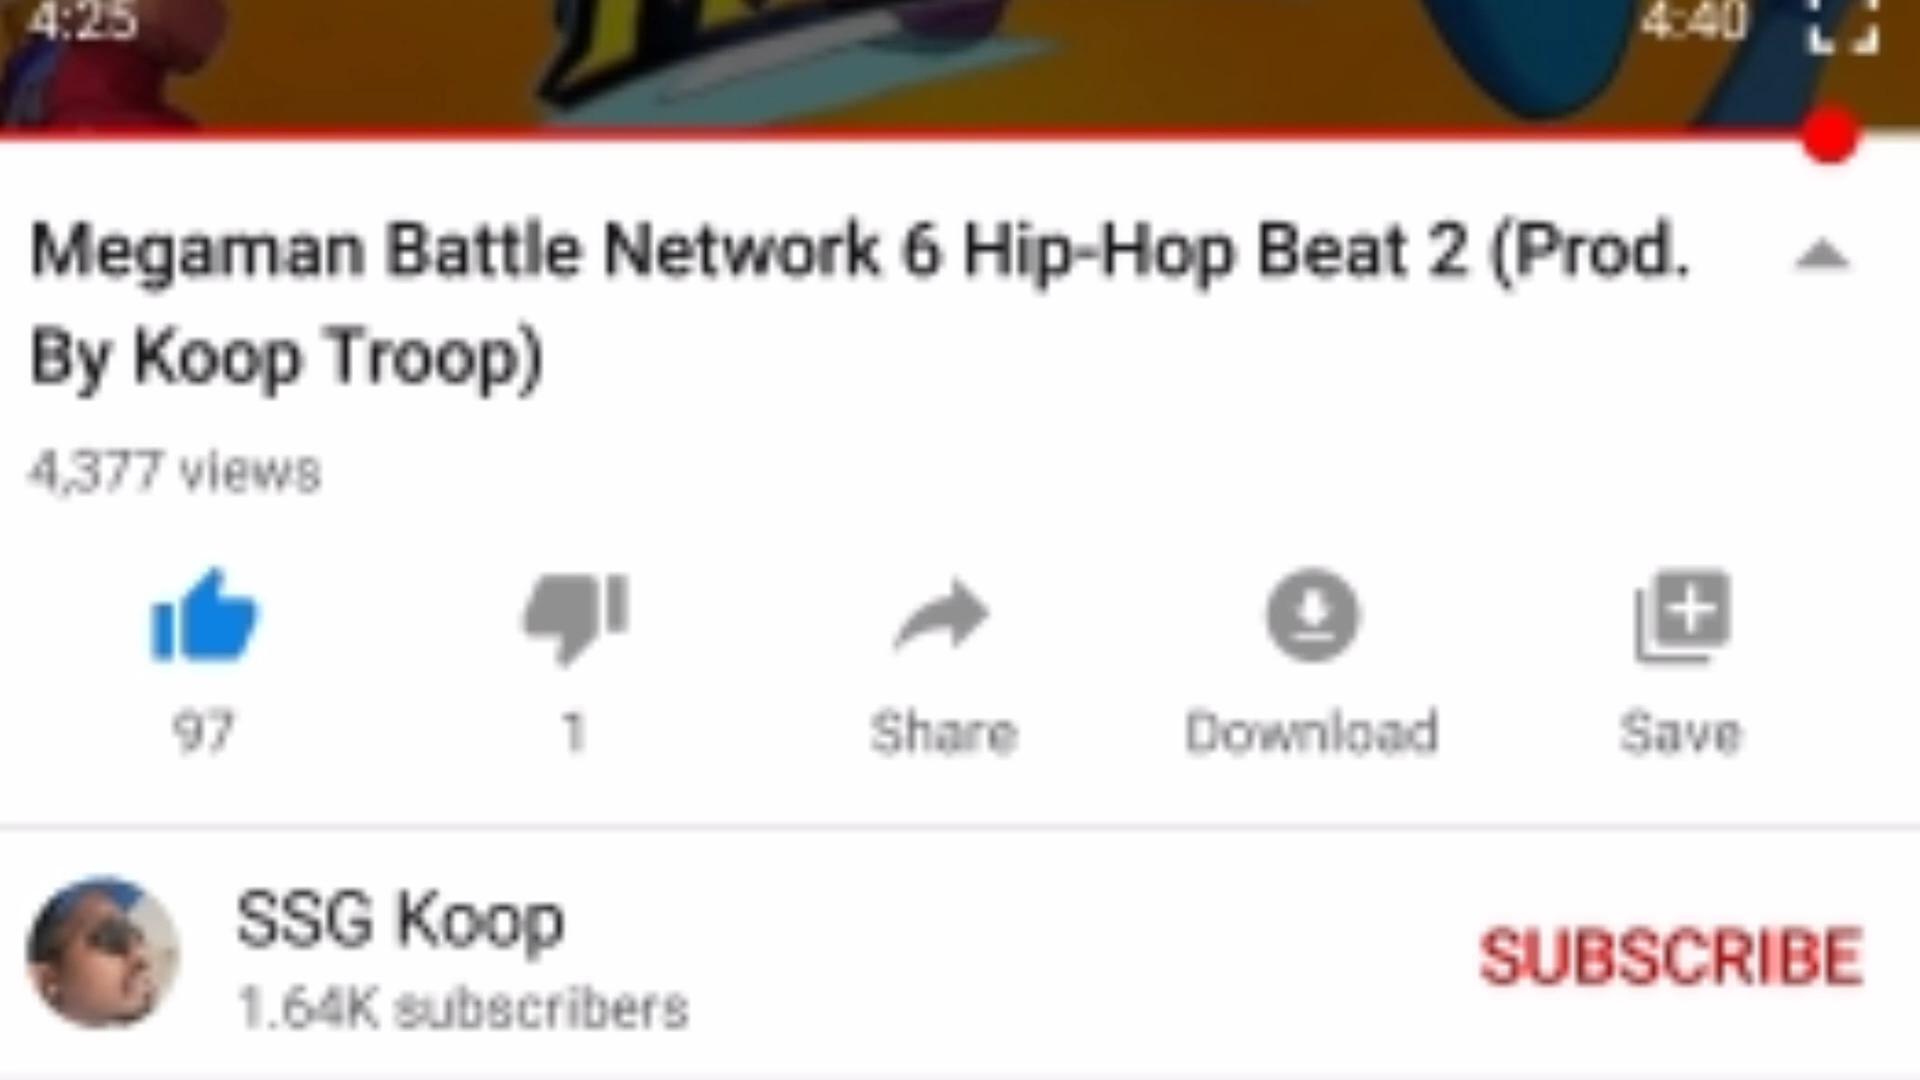 4:25
4:40
Megaman Battle Network 6 Hip-Hop Beat 2 (Prod.
By Koop Troop)
4,377 views
97
1
Share
Download
Save
SSG Koop
SUBSCRIBE
1.64K subscribers